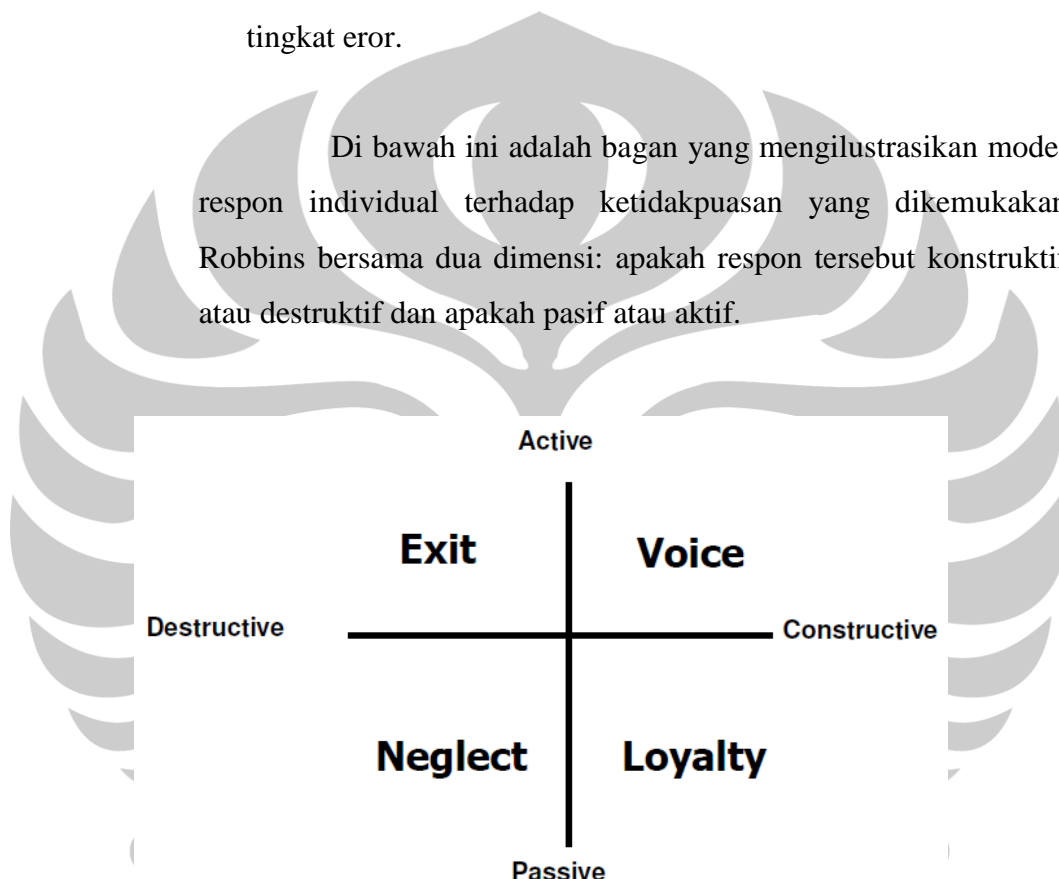 tingkat eror.
Di bawah ini adalah bagan yang mengilustrasikan mode
respon individual terhadap ketidakpuasan yang dikemukakan
Robbins bersama dua dimensi: apakah respon tersebut konstruktif
atau destruktif dan apakah pasif atau aktif.
Active
Exit Voice
Destructive Constructive
Neglect Loyalty
Passive